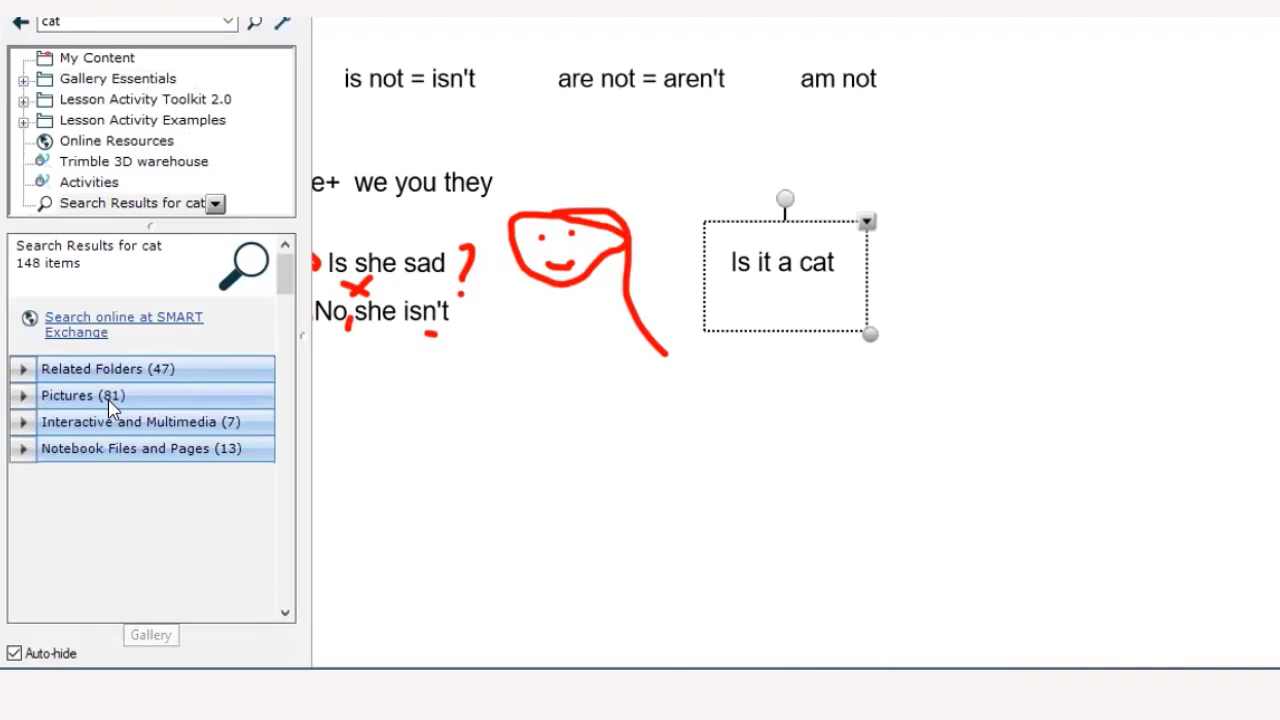 cat
My Content
Gallery Essentials
Lesson Activity Toolkit 2.0
Lesson Activity Examples
Online Resources
Trimble 3D warehouse
Activities
Search Results for cat
Search Results for cat
148 items
Search online at SMART
Exchange
Related Folders (47)
Pictures (81)
Interactive and Multimedia (7)
Notebook Files and Pages (13)
Gallery
Auto-hide
is not = isn't are not = aren't am not
e+ we you they
Is she sad ?
No, she isn't
Is it a cat